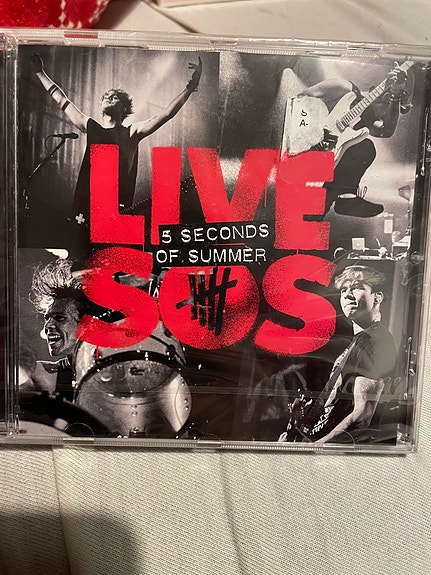 LIVE
5 SECONDS
OF SUMMER
SOS